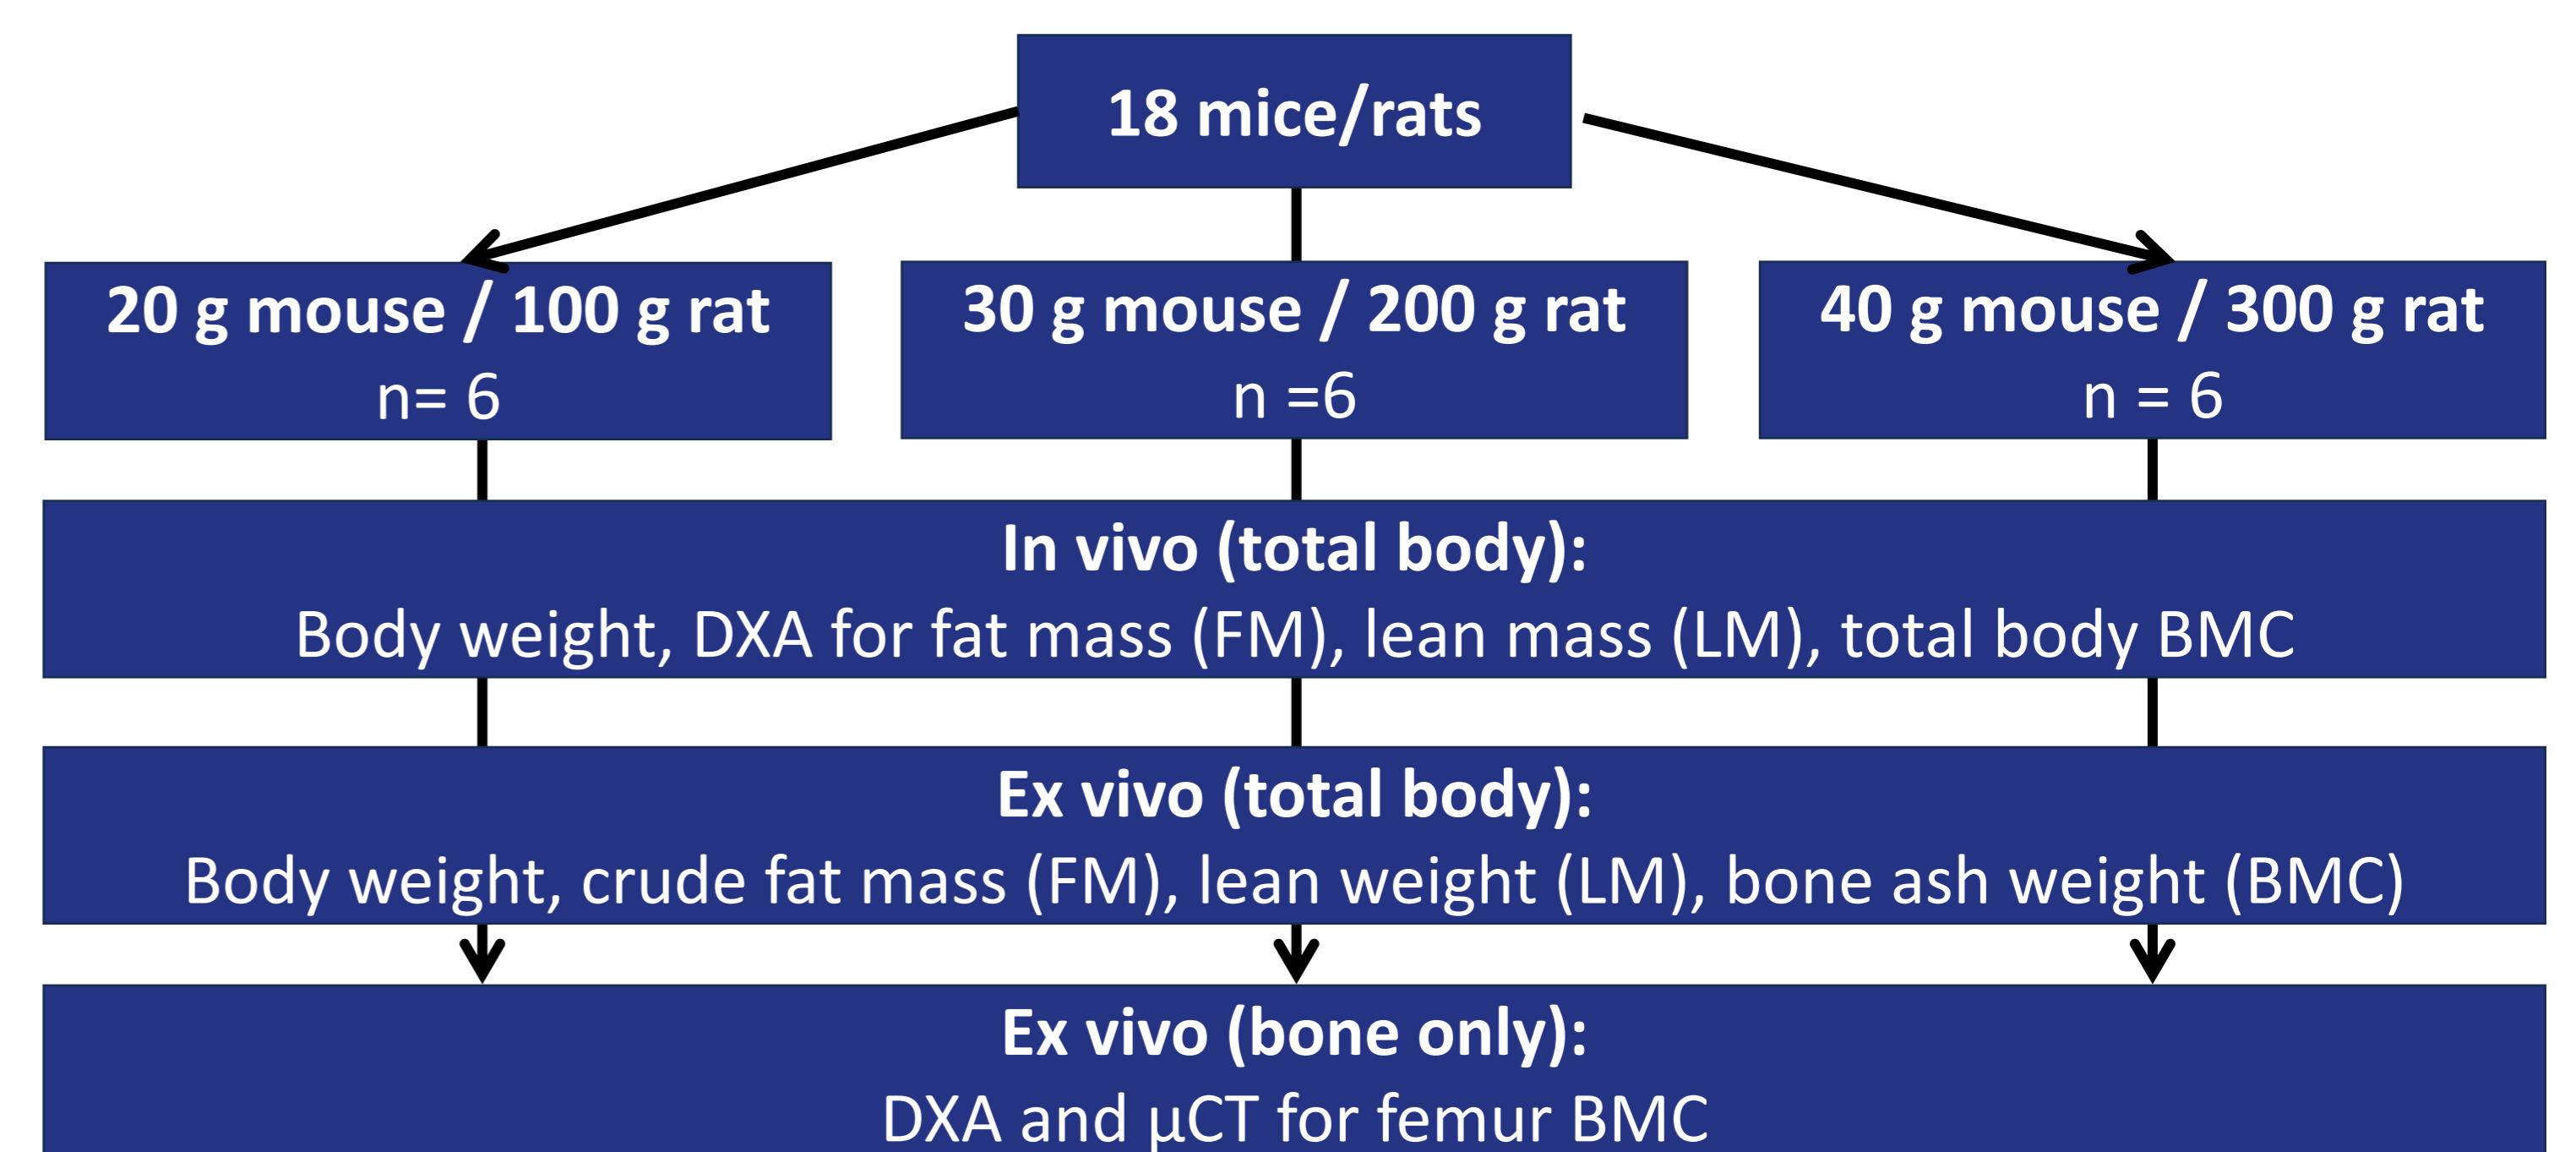 18 mice/rats
20 g mouse / 100 g rat
n= 6
30 g mouse / 200 g rat
n =6
40 g mouse / 300 g rat
n = 6
In vivo (total body):
Body weight, DXA for fat mass (FM), lean mass (LM), total body BMC
Ex vivo (total body):
Body weight, crude fat mass (FM), lean weight (LM), bone ash weight (BMC)
Ex vivo (bone only):
DXA and μCT for femur BMC